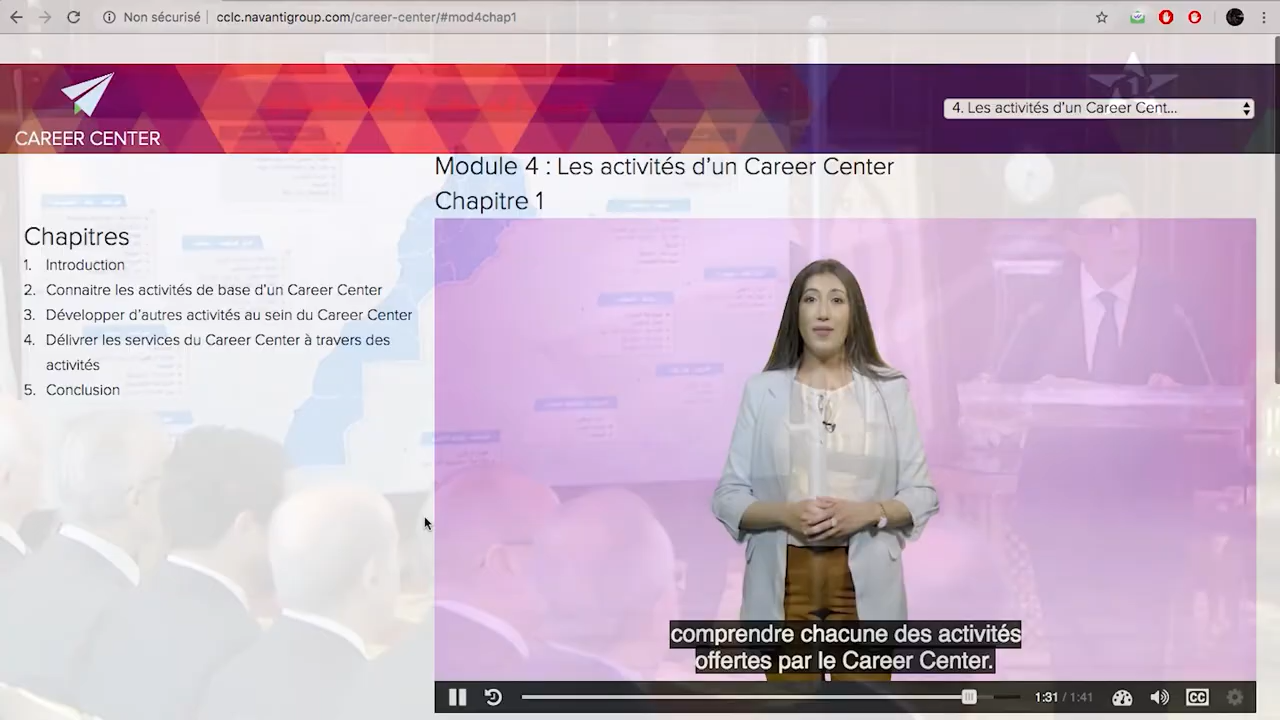 Non sécurisé
cclc.navantigroup.com/career-center/#mod4chap1
CAREER CENTER
4. Les activités d'un Career Cent...
Module 4 : Les activités d'un Career Center
Chapitre 1
Chapitres
1. Introduction
2. Connaitre les activités de base d'un Career Center
3. Développer d'autres activités au sein du Career Center
4. Délivrer les services du Career Center à travers des
activités
5. Conclusion
comprendre chacune des activités
offertes par le Career Center.
1:31 / 1:41
CC